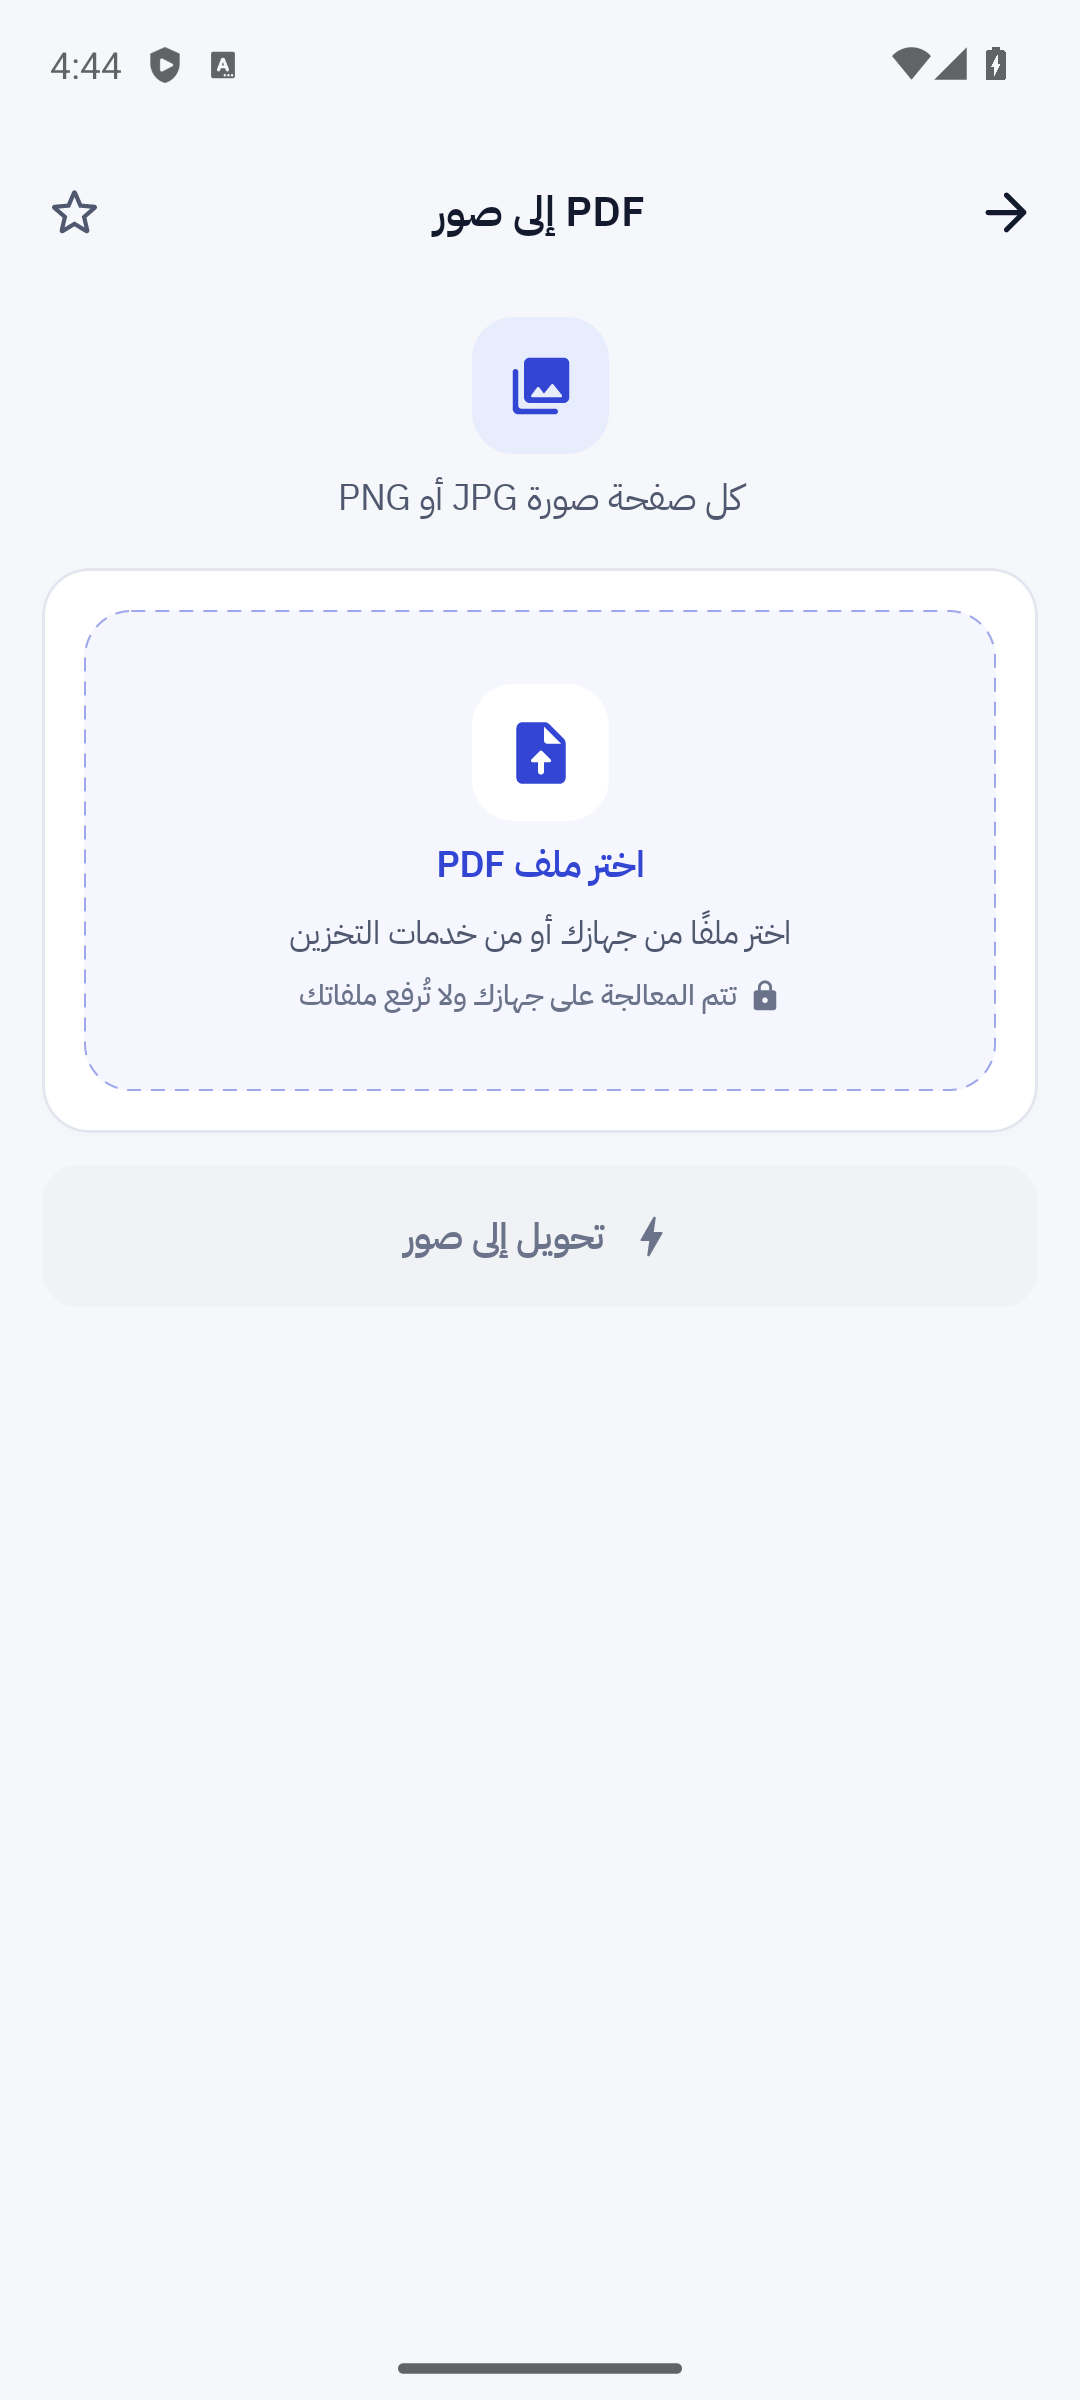 4:44
PDF إلى صور
كل صفحة صورة JPG أو PNG
اختر ملف PDF
اختر ملفًا من جهازك أو من خدمات التخزين
تتم المعالجة على جهازك ولا تُرفع ملفاتك
تحويل إلى صور